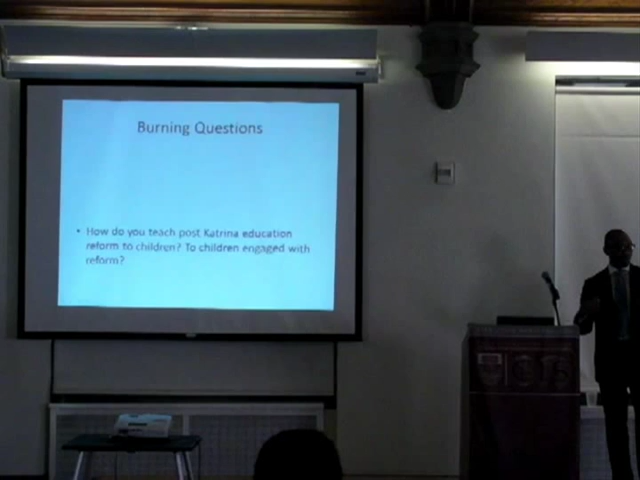 Burning Questions
• How do you teach post Katrina education
reform to children? To children engaged with
reform?